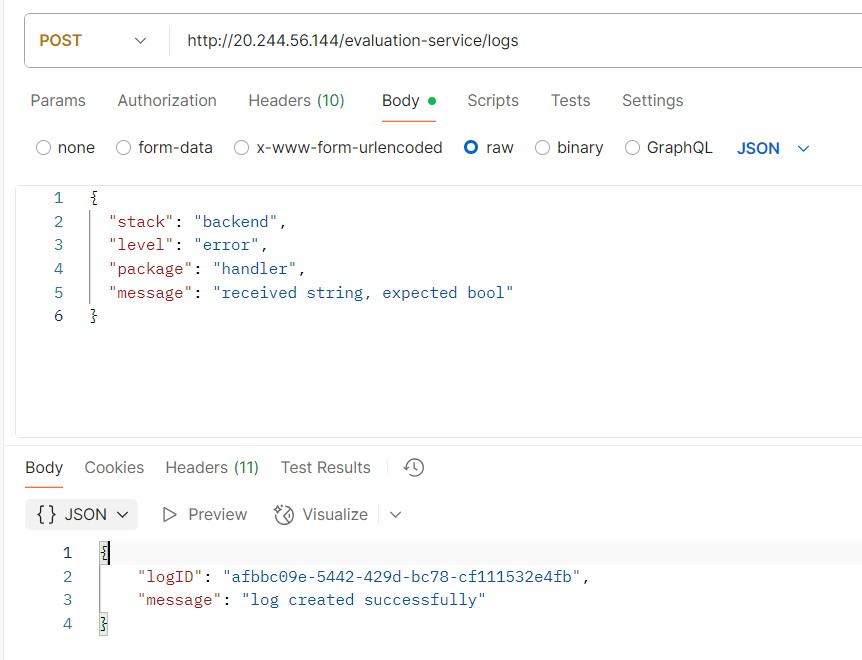 POST http://20.244.56.144/evaluation-service/logs
Params Authorization Headers (10) Body Scripts Tests Settings
none form-data x-www-form-urlencoded raw binary GraphQL JSON
1 {
2 "stack": "backend",
3 "level": "error",
4 "package": "handler",
5 "message": "received string, expected bool"
6 }
Body Cookies Headers (11) Test Results
{} JSON Preview Visualize
1 {
2 "logID": "afbbc09e-5442-429d-bc78-cf111532e4fb",
3 "message": "log created successfully"
4 }